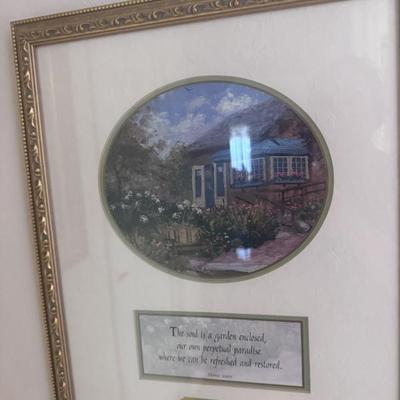 The soul is a garden enclosed,
our own perpetual paradise
where we can be refreshed and restored.